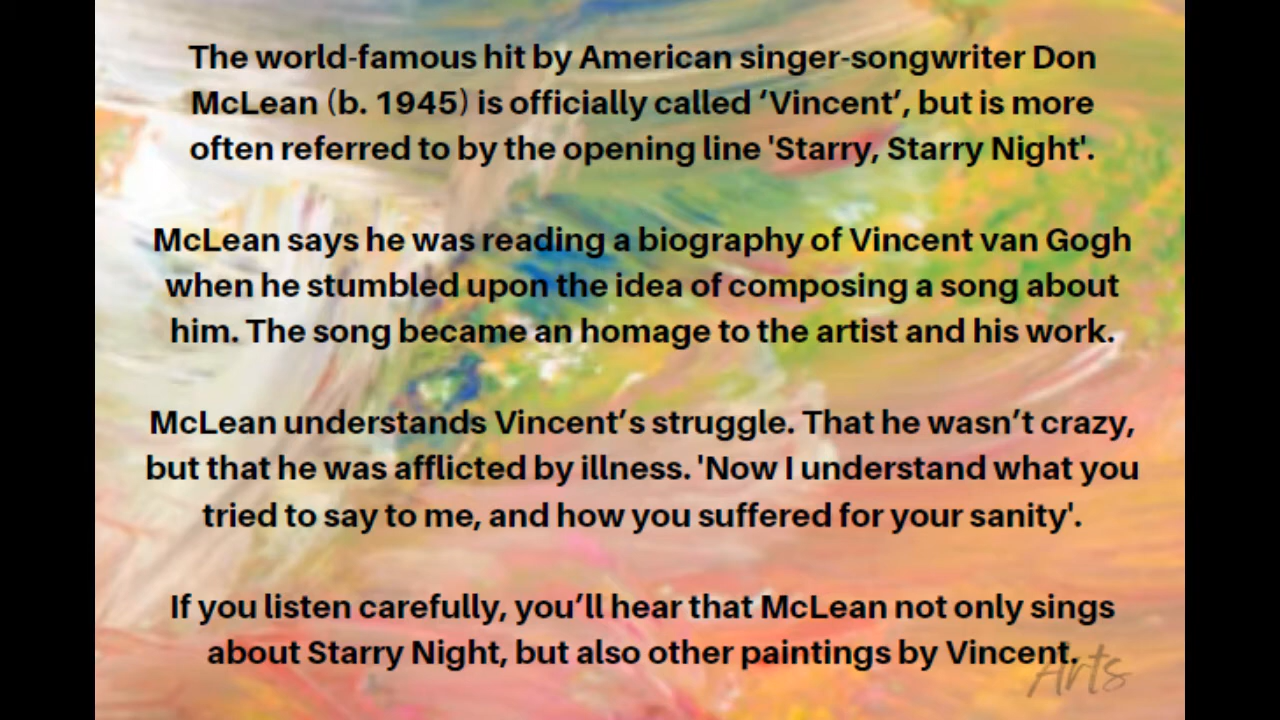 The world-famous hit by American singer-songwriter Don
McLean (b. 1945) is officially called ‘Vincent’, but is more
often referred to by the opening line 'Starry, Starry Night'.
McLean says he was reading a biography of Vincent van Gogh
when he stumbled upon the idea of composing a song about
him. The song became an homage to the artist and his work.
McLean understands Vincent’s struggle. That he wasn’t crazy,
but that he was afflicted by illness. 'Now I understand what you
tried to say to me, and how you suffered for your sanity'.
If you listen carefully, you’ll hear that McLean not only sings
about Starry Night, but also other paintings by Vincent.
Arts